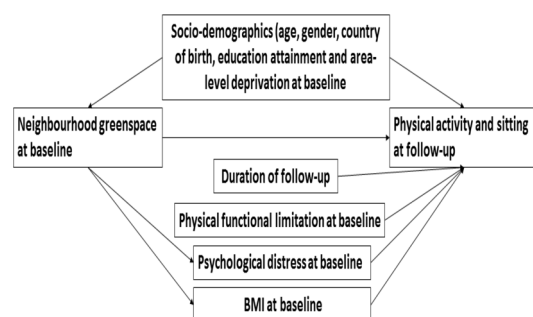 Socio-demographics (age, gender, country
of birth, education attainment and area-
level deprivation at baseline
Neighbourhood greenspace
at baseline
Physical activity and sitting
at follow-up
Duration of follow-up
Physical functional limitation at baseline
Psychological distress at baseline
BMI at baseline